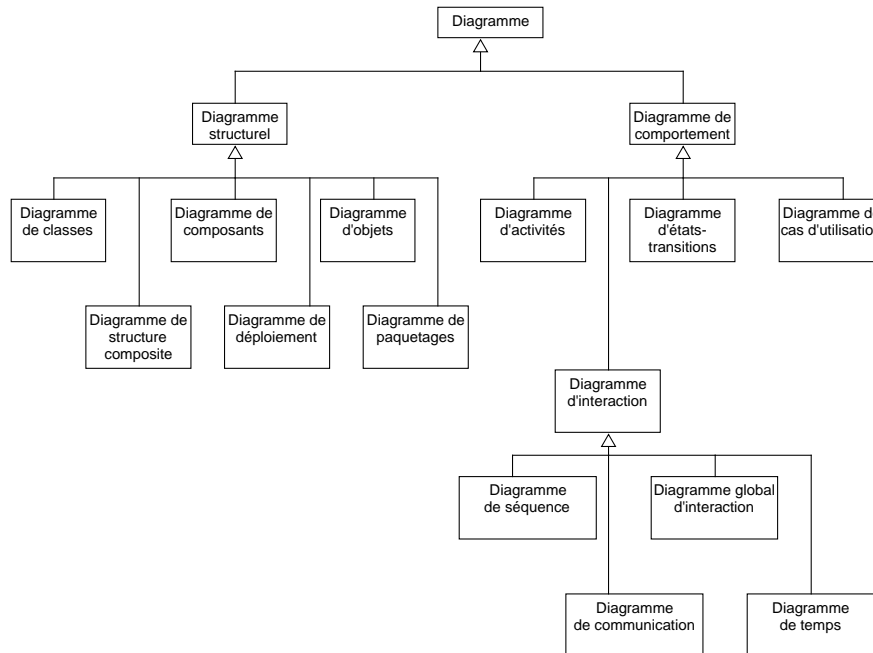 Diagramme
Diagramme
structurel
Diagramme de
comportement
Diagramme
de classes
Diagramme de
composants
Diagramme
d'objets
Diagramme
d'activités
Diagramme
d'états-
transitions
Diagramme de
cas d'utilisation
Diagramme de
structure
composite
Diagramme de
déploiement
Diagramme de
paquetages
Diagramme
d'interaction
Diagramme
de séquence
Diagramme global
d'interaction
Diagramme
de communication
Diagramme
de temps